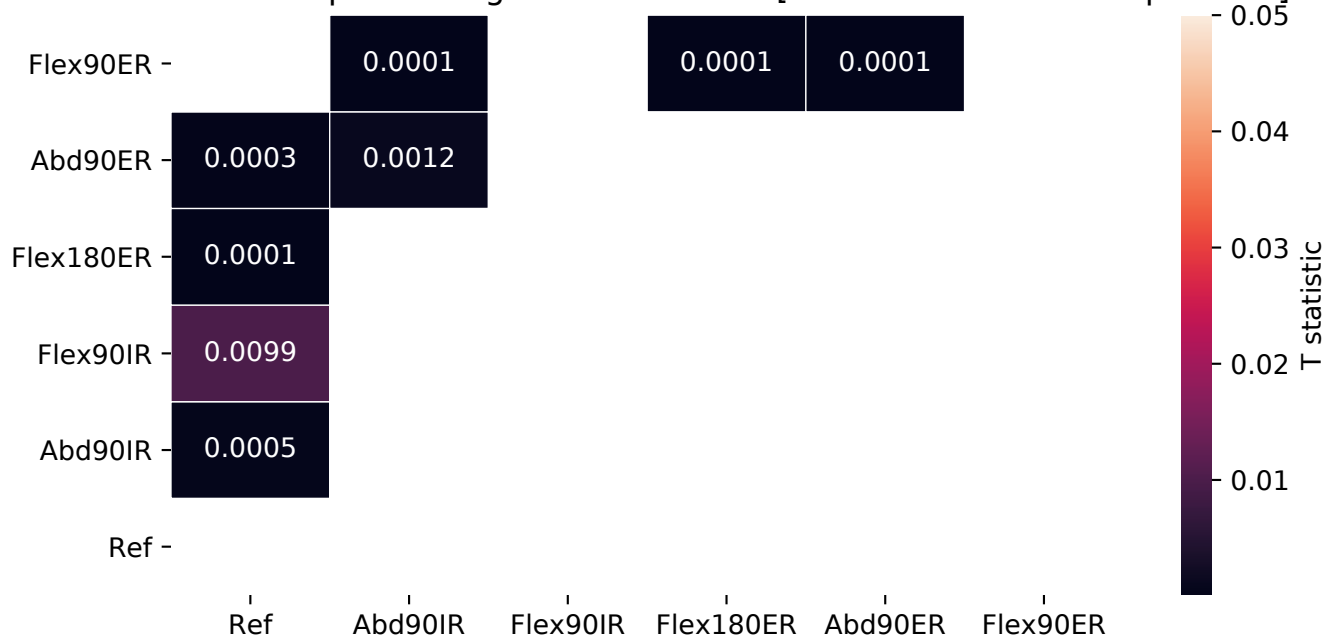 0.05
Flex90ER
0.0001
0.0001
0.0001
0.04
Abd90ER
0.0003
0.0012
0.03
Flex180ER
0.0001
T statistic
Flex90IR
0.0099
0.02
Abd90IR
0.0005
0.01
Ref
Ref
Abd90IR
Flex90IR
Flex180ER
Abd90ER
Flex90ER